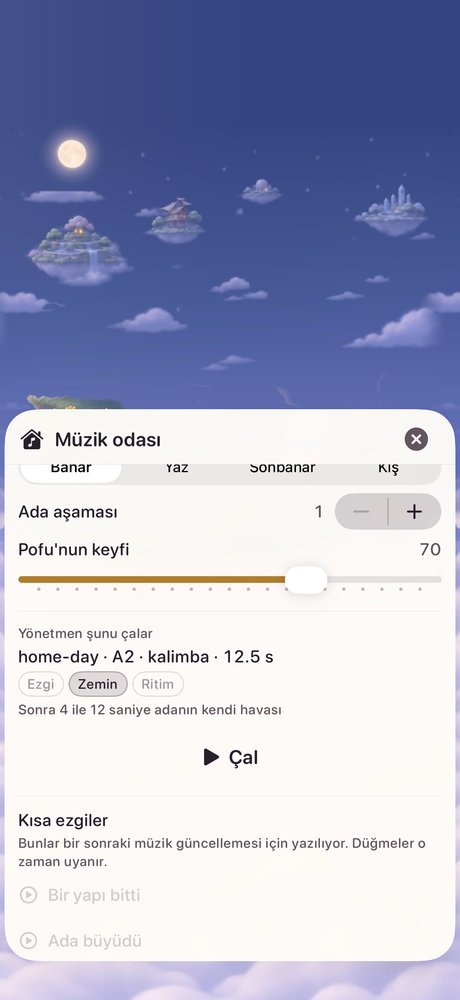 Müzik odası
Bahar Yaz Sonbahar Kış
Ada aşaması 1
Pofu'nun keyfi 70
Yönetmen şunu çalar
home-day · A2 · kalimba · 12.5 s
Ezgi Zemin Ritim
Sonra 4 ile 12 saniye adanın kendi havası
Çal
Kısa ezgiler
Bunlar bir sonraki müzik güncellemesi için yazılıyor. Düğmeler o
zaman uyanır.
Bir yapı bitti
Ada büyüdü